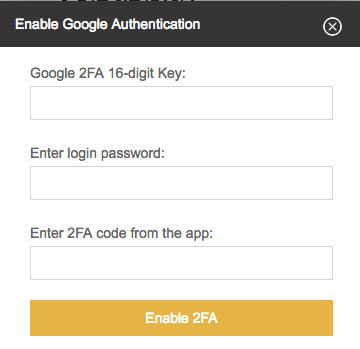 Enable Google Authentication
Google 2FA 16-digit Key:
Enter login password:
Enter 2FA code from the app:
Enable 2FA